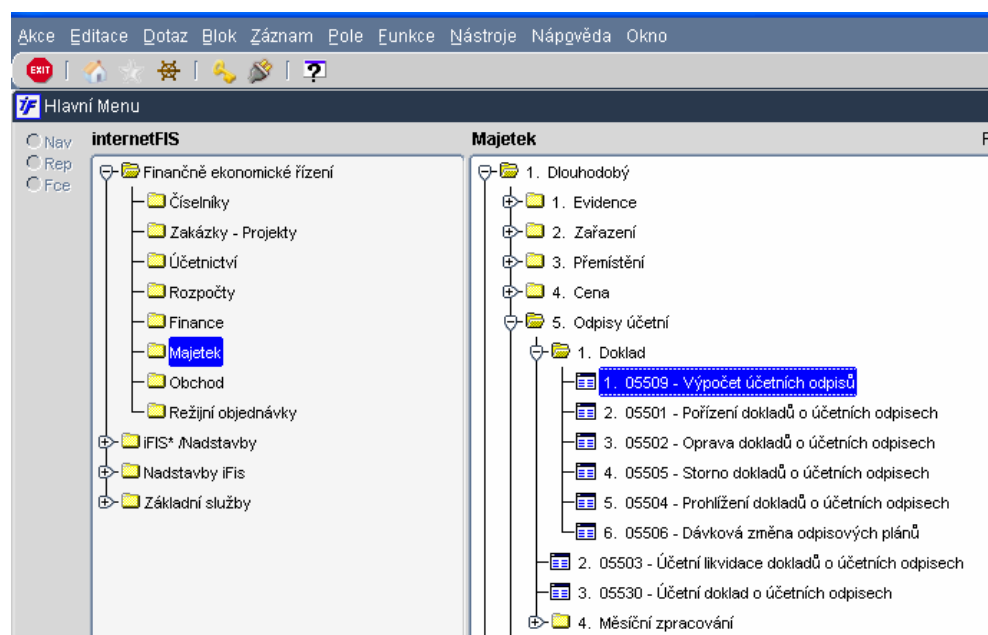 Akce Editace Dotaz Blok Záznam Pole Funkce Nástroje Nápověda Okno
EXIT ?
iF Hlavní Menu
Nav
Rep
Fce
internetFIS
Finančně ekonomické řízení
Číselníky
Zakázky - Projekty
Účetnictví
Rozpočty
Finance
Majetek
Obchod
Režijní objednávky
iFIS* /Nadstavby
Nadstavby iFis
Základní služby
Majetek
1. Dlouhodobý
1. Evidence
2. Zařazení
3. Přemístění
4. Cena
5. Odpisy účetní
1. Doklad
1. 05509 - Výpočet účetních odpisů
2. 05501 - Pořízení dokladů o účetních odpisech
3. 05502 - Oprava dokladů o účetních odpisech
4. 05505 - Storno dokladů o účetních odpisech
5. 05504 - Prohlížení dokladů o účetních odpisech
6. 05506 - Dávková změna odpisových plánů
2. 05503 - Účetní likvidace dokladů o účetních odpisech
3. 05530 - Účetní doklad o účetních odpisech
4. Měsíční zpracování